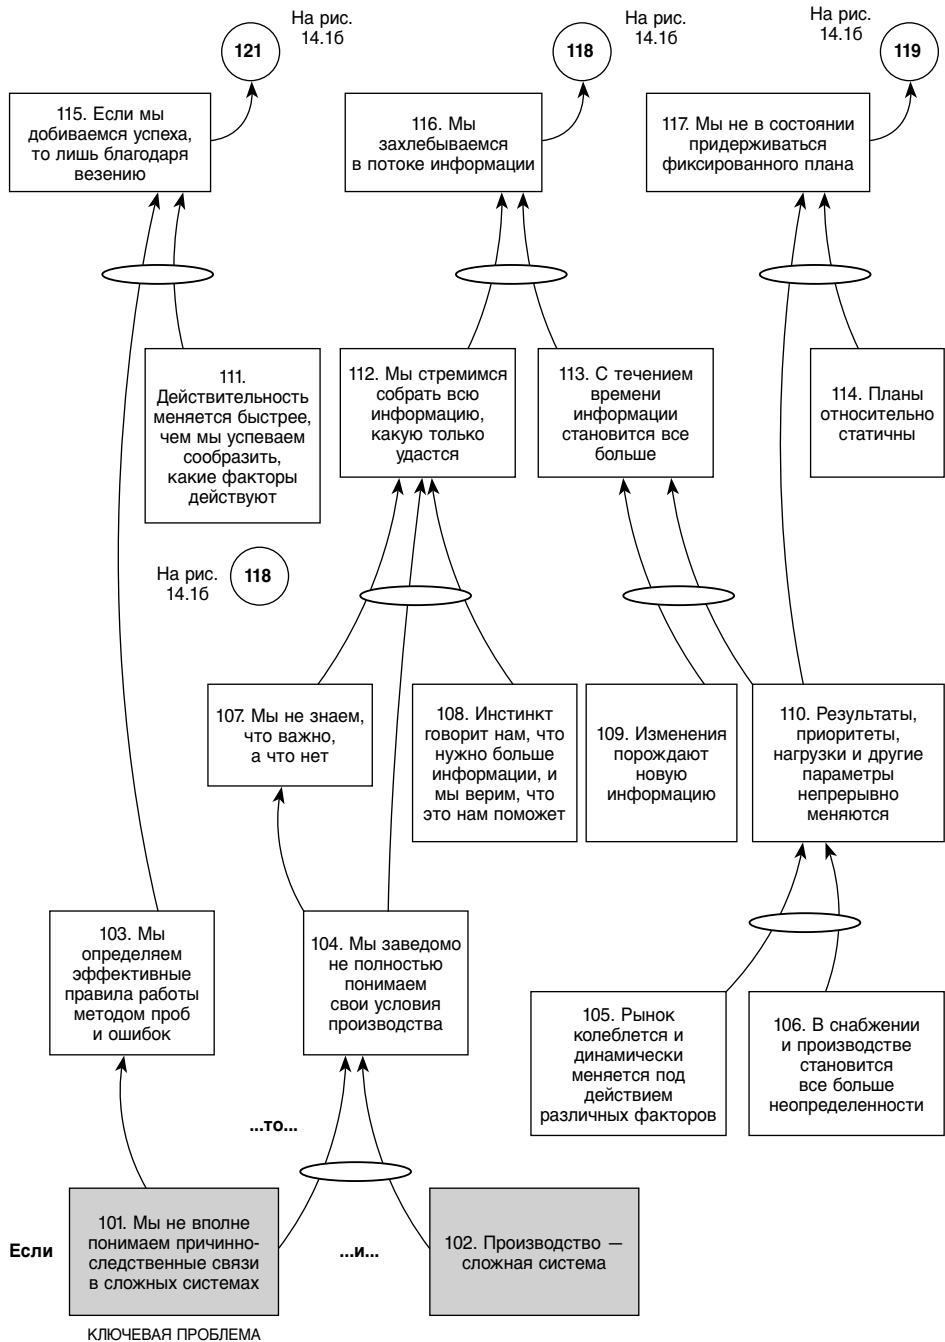 На рис.
14.1б
121
На рис.
14.1б
118
На рис.
14.1б
119
115. Если мы
добиваемся успеха,
то лишь благодаря
везению
116. Мы
захлебываемся
в потоке информации
117. Мы не в состоянии
придерживаться
фиксированного плана
111.
Действительность
меняется быстрее,
чем мы успеваем
сообразить,
какие факторы
действуют
112. Мы стремимся
собрать всю
информацию,
какую только
удастся
113. С течением
времени
информации
становится все
больше
114. Планы
относительно
статичны
На рис.
14.1б
118
107. Мы не знаем,
что важно,
а что нет
108. Инстинкт
говорит нам, что
нужно больше
информации, и
мы верим, что
это нам поможет
109. Изменения
порождают
новую
информацию
110. Результаты,
приоритеты,
нагрузки и другие
параметры
непрерывно
меняются
103. Мы
определяем
эффективные
правила работы
методом проб
и ошибок
104. Мы заведомо
не полностью
понимаем
свои условия
производства
105. Рынок
колеблется и
динамически
меняется под
действием
различных факторов
106. В снабжении
и производстве
становится
все больше
неопределенности
...то...
Если
101. Мы не вполне
понимаем причинно-
следственные связи
в сложных системах
...и...
102. Производство —
сложная система
КЛЮЧЕВАЯ ПРОБЛЕМА